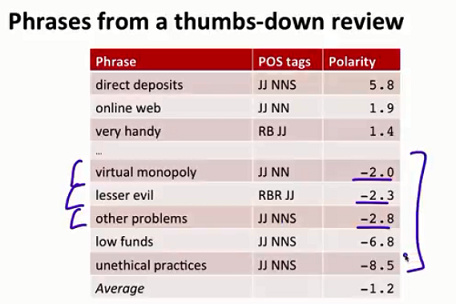 Phrases from a thumbs-down review
Phrase POS tags Polarity
direct deposits JJ NNS 5.8
online web JJ NN 1.9
very handy RB JJ 1.4
…
virtual monopoly JJ NN -2.0
lesser evil RBR JJ -2.3
other problems JJ NNS -2.8
low funds JJ NNS -6.8
unethical practices JJ NNS -8.5
Average -1.2